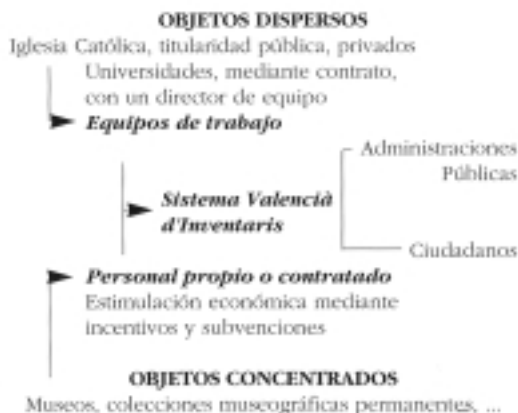 OBJETOS DISPERSOS
Iglesia Católica, titularidad pública, privados
Universidades, mediante contrato,
con un director de equipo
Equipos de trabajo
Administraciones
Públicas
Sistema Valencià
d'Inventaris
Ciudadanos
Personal propio o contratado
Estimulación económica mediante
incentivos y subvenciones
OBJETOS CONCENTRADOS
Museos, colecciones museográficas permanentes, ...